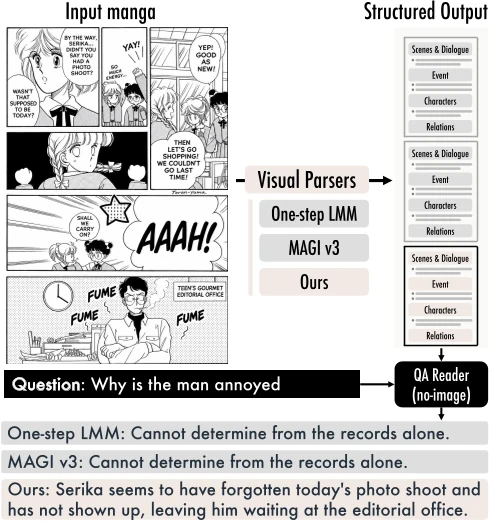 Input manga
Structured Output
BY THE WAY,
SERIKA...
DIDN'T YOU
SAY YOU
HAD A
PHOTO
SHOOT?
WASN'T
THAT
SUPPOSED
TO BE
TODAY?
YAY!
SO
MUCH
ENERGY...
YEP!
GOOD
AS
NEW!
THEN
LET'S GO
SHOPPING!
WE COULDN'T
GO LAST
TIME!
SHALL
WE
CARRY
ON?
AAAH!
FUME
FUME
FUME
TEEN'S GOURMET
EDITORIAL OFFICE
Visual Parsers
One-step LMM
MAGI v3
Ours
Scenes & Dialogue
Event
Characters
Relations
Scenes & Dialogue
Event
Characters
Relations
Scenes & Dialogue
Event
Characters
Relations
Question: Why is the man annoyed
QA Reader
(no-image)
One-step LMM: Cannot determine from the records alone.
MAGI v3: Cannot determine from the records alone.
Ours: Serika seems to have forgotten today's photo shoot and
has not shown up, leaving him waiting at the editorial office.